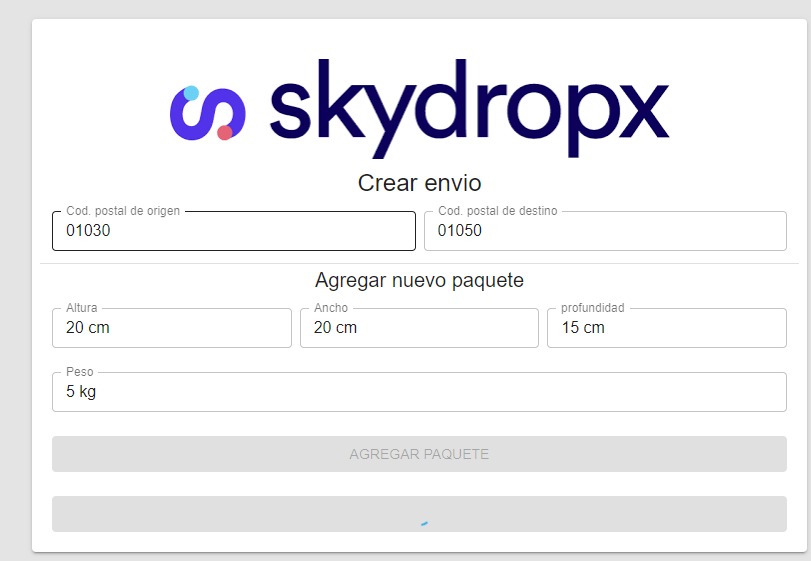 skydropx
Crear envio
Cod. postal de origen
01030
Cod. postal de destino
01050
Agregar nuevo paquete
Altura
20 cm
Ancho
20 cm
profundidad
15 cm
Peso
5 kg
AGREGAR PAQUETE